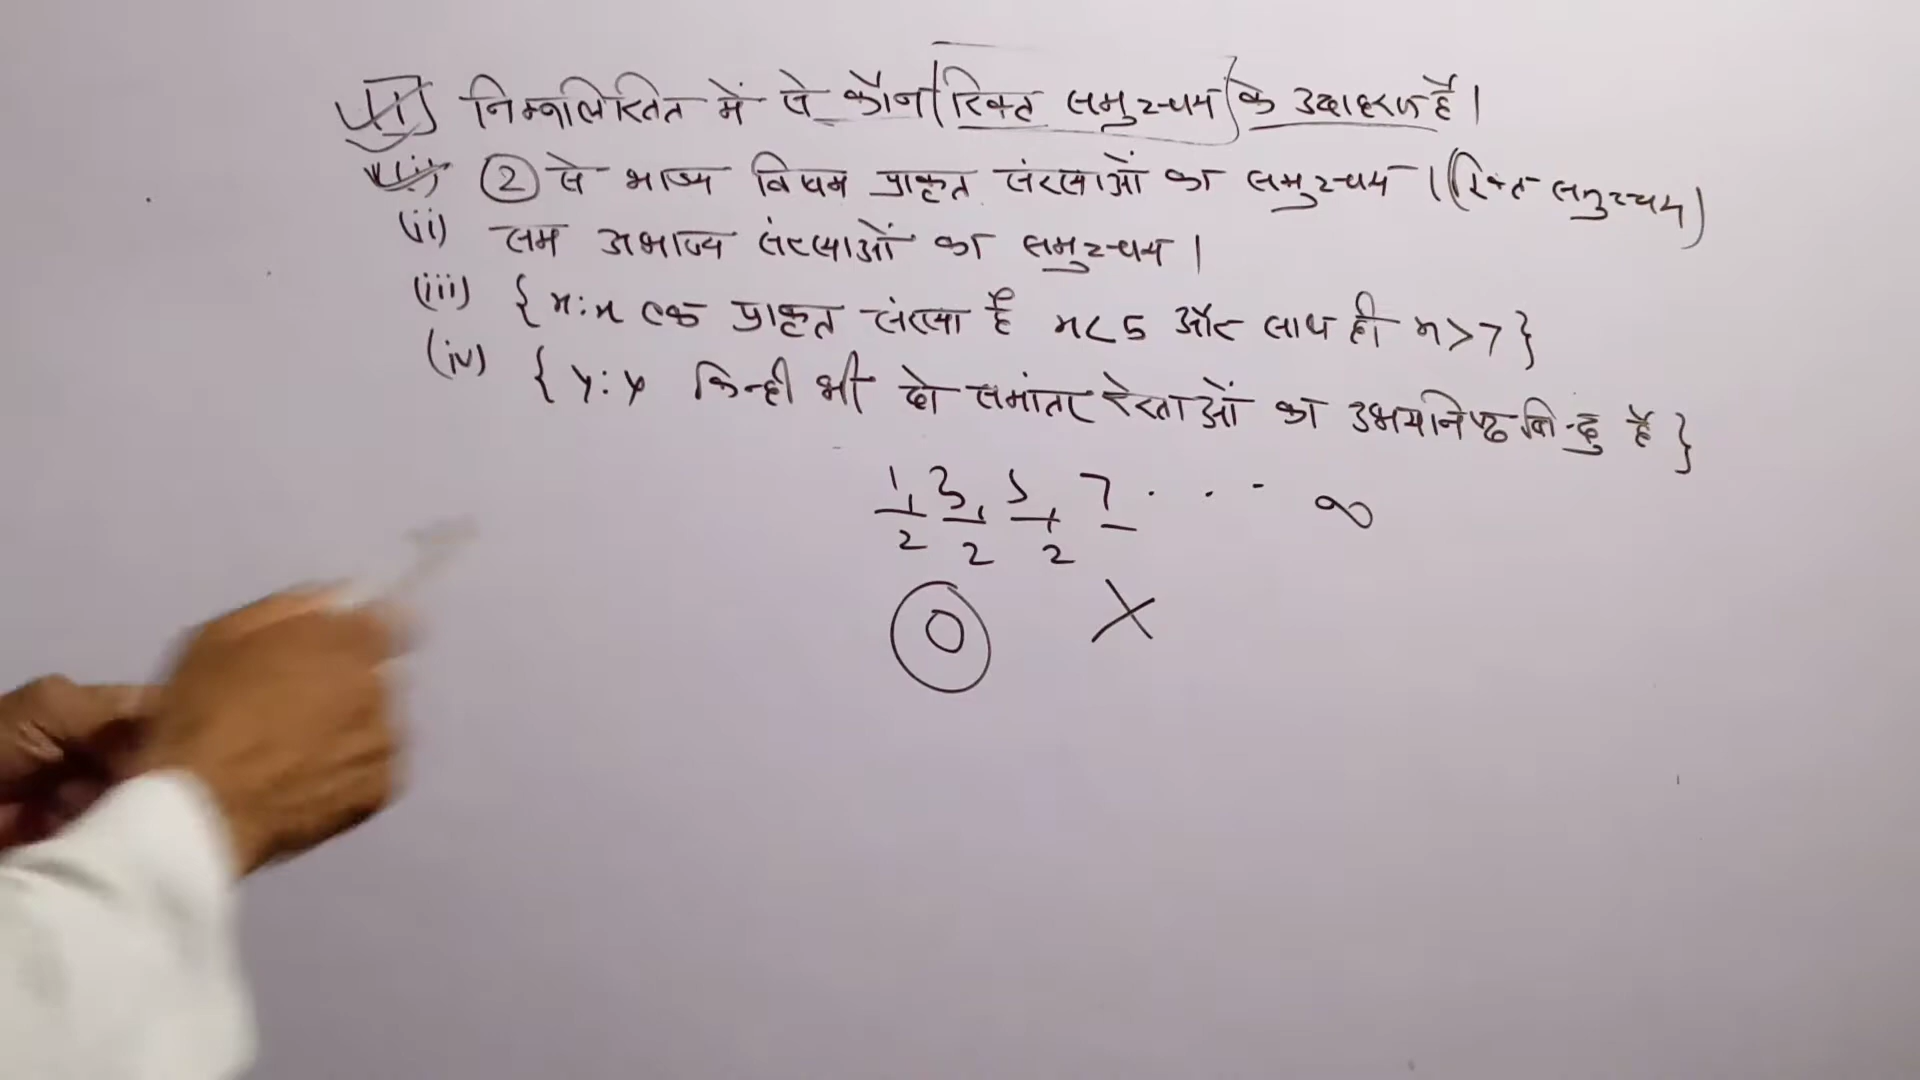 1) निम्नलिखित में से कौन रिक्त समुच्चय के उदाहरण हैं।
(i) 2 से भाज्य विषम प्राकृत संख्याओं का समुच्चय। (रिक्त समुच्चय)
(ii) सम अभाज्य संख्याओं का समुच्चय।
(iii) {x : x एक प्राकृत संख्या है x < 5 और साथ ही x > 7}
(iv) {y : y किन्ही भी दो समांतर रेखाओं का उभयनिष्ठ बिन्दु है}
1, 3, 5, 7 . . . ∞
2 2 2
0 X